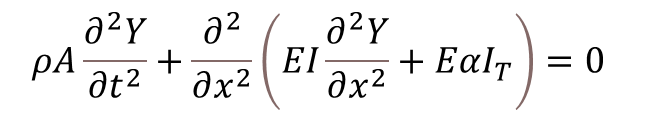 ρA ∂²Y/∂t² + ∂²/∂x² (EI ∂²Y/∂x² + EαI_T) = 0